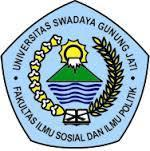 UNIVERSITAS SWADAYA GUNUNG JATI
FAKULTAS ILMU SOSIAL DAN ILMU POLITIK